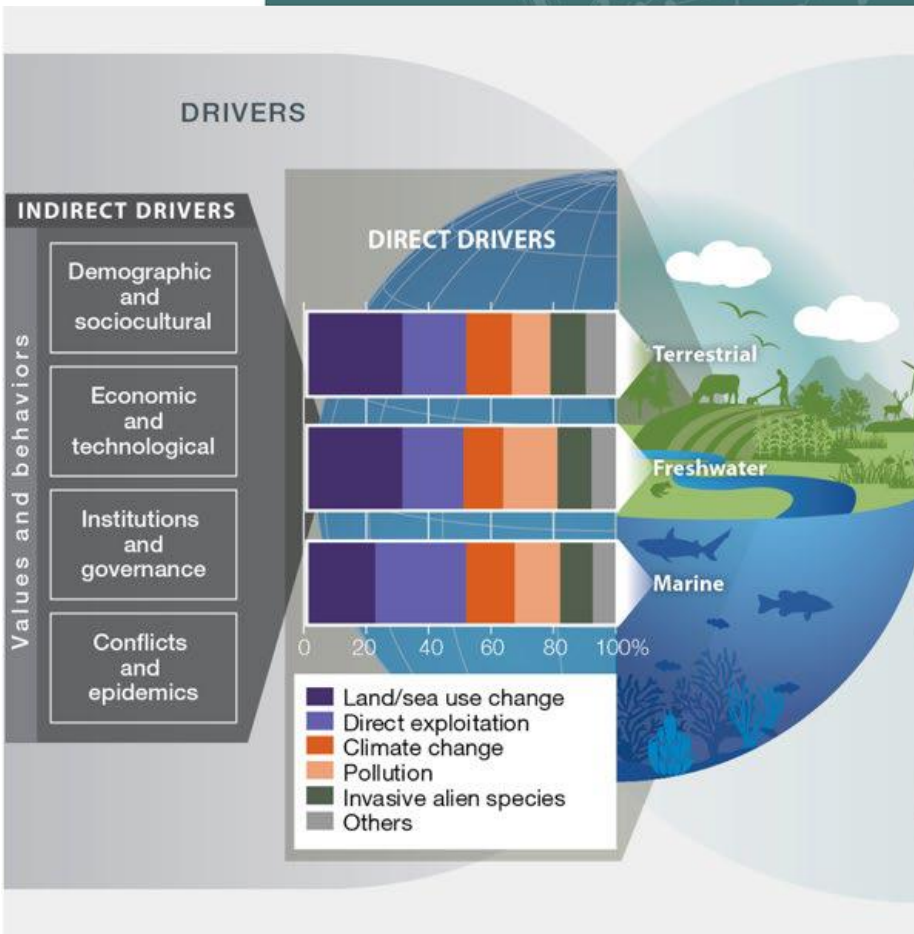 DRIVERS
INDIRECT DRIVERS
Values and behaviors
Demographic
and
sociocultural
Economic
and
technological
Institutions
and
governance
Conflicts
and
epidemics
DIRECT DRIVERS
Terrestrial
Freshwater
Marine
0 20 40 60 80 100%
Land/sea use change
Direct exploitation
Climate change
Pollution
Invasive alien species
Others